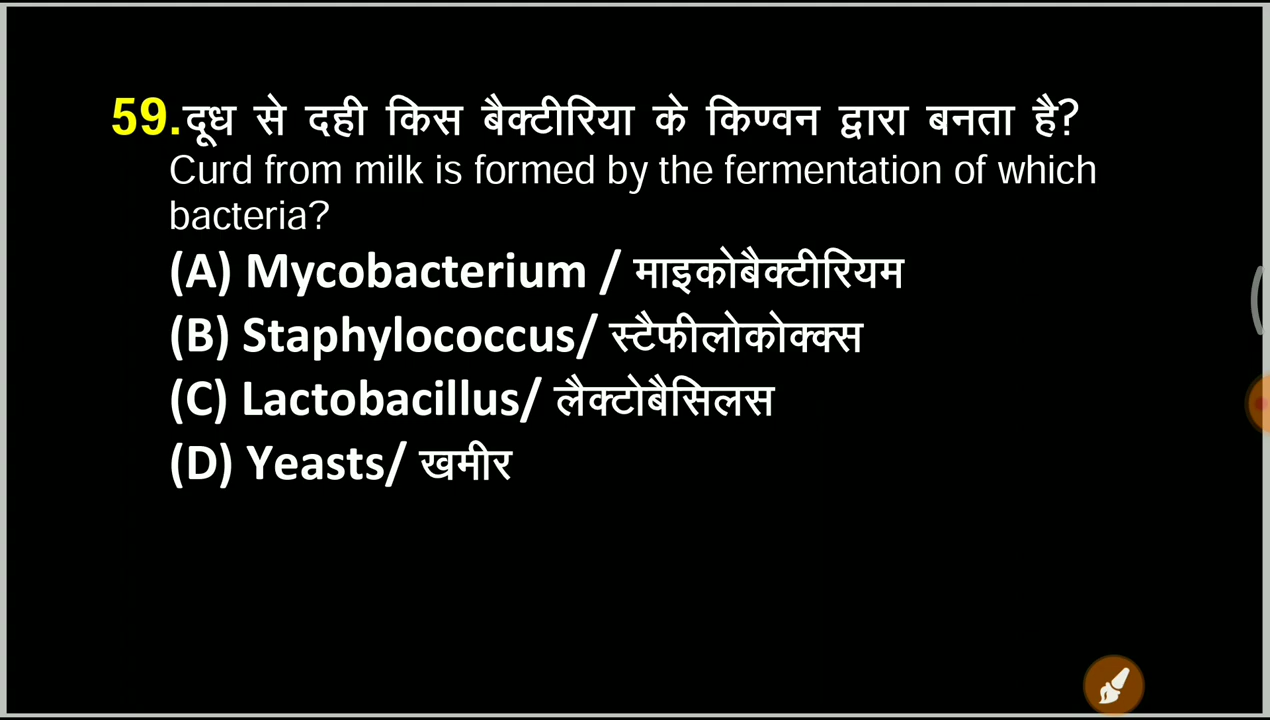 59.दूध से दही किस बैक्टीरिया के किण्वन द्वारा बनता है?
Curd from milk is formed by the fermentation of which
bacteria?
(A) Mycobacterium / माइकोबैक्टीरियम
(B) Staphylococcus/ स्टैफीलोकोक्क्स
(C) Lactobacillus/ लैक्टोबैसिलस
(D) Yeasts/ खमीर